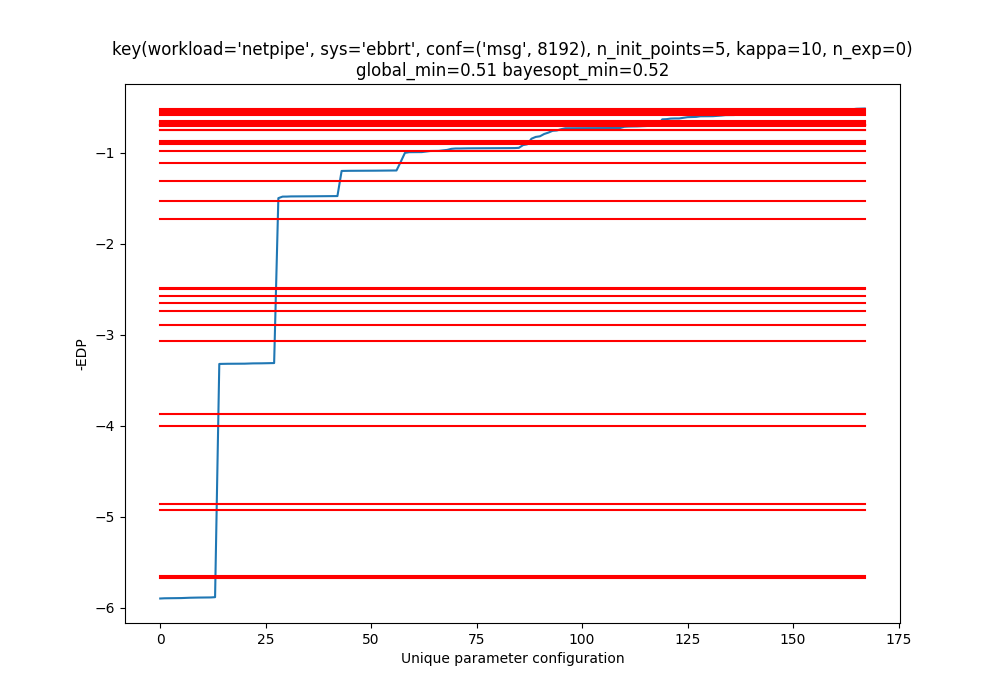 key(workload='netpipe', sys='ebbrt', conf=('msg', 8192), n_init_points=5, kappa=10, n_exp=0)
global_min=0.51 bayesopt_min=0.52
−1
−2
−3
−4
−5
−6
-EDP
0 25 50 75 100 125 150 175
Unique parameter configuration